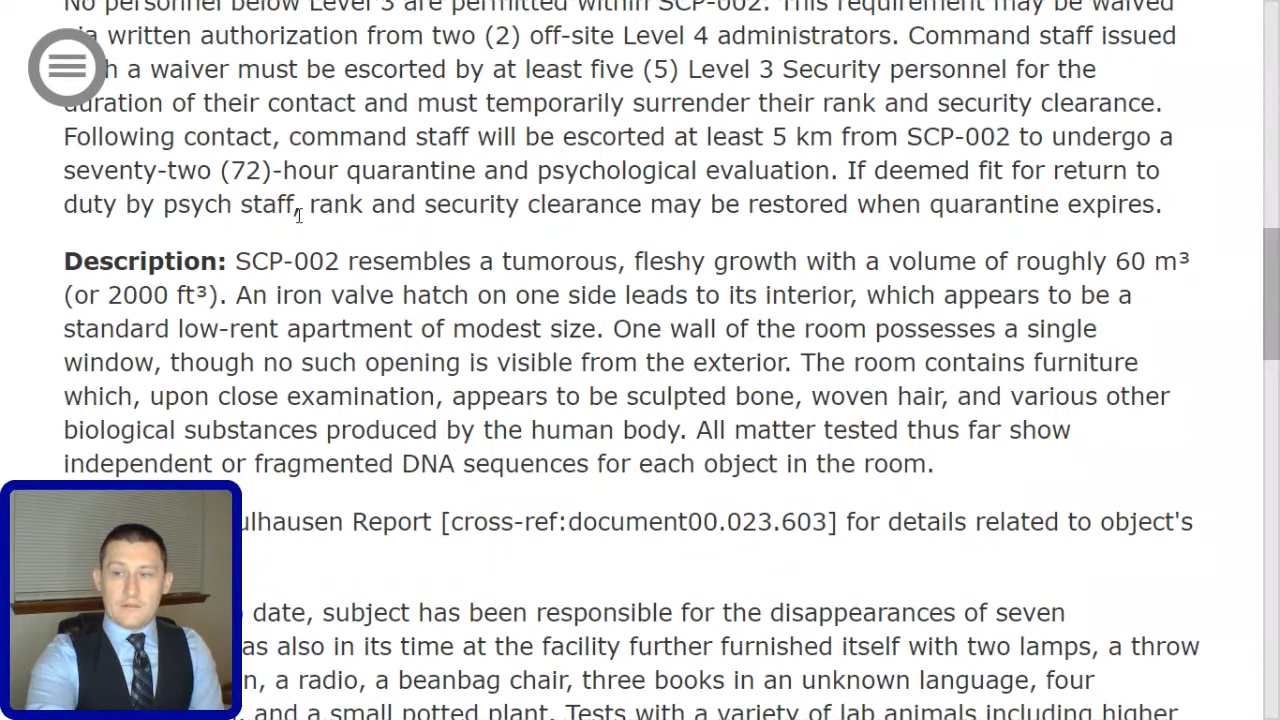 No personnel below Level 3 are permitted within SCP-002. This requirement may be waived
via written authorization from two (2) off-site Level 4 administrators. Command staff issued
h a waiver must be escorted by at least five (5) Level 3 Security personnel for the
duration of their contact and must temporarily surrender their rank and security clearance.
Following contact, command staff will be escorted at least 5 km from SCP-002 to undergo a
seventy-two (72)-hour quarantine and psychological evaluation. If deemed fit for return to
duty by psych staff, rank and security clearance may be restored when quarantine expires.
Description: SCP-002 resembles a tumorous, fleshy growth with a volume of roughly 60 m³
(or 2000 ft³). An iron valve hatch on one side leads to its interior, which appears to be a
standard low-rent apartment of modest size. One wall of the room possesses a single
window, though no such opening is visible from the exterior. The room contains furniture
which, upon close examination, appears to be sculpted bone, woven hair, and various other
biological substances produced by the human body. All matter tested thus far show
independent or fragmented DNA sequences for each object in the room.
ulhausen Report [cross-ref:document00.023.603] for details related to object's
date, subject has been responsible for the disappearances of seven
as also in its time at the facility further furnished itself with two lamps, a throw
n, a radio, a beanbag chair, three books in an unknown language, four
, and a small potted plant. Tests with a variety of lab animals including higher